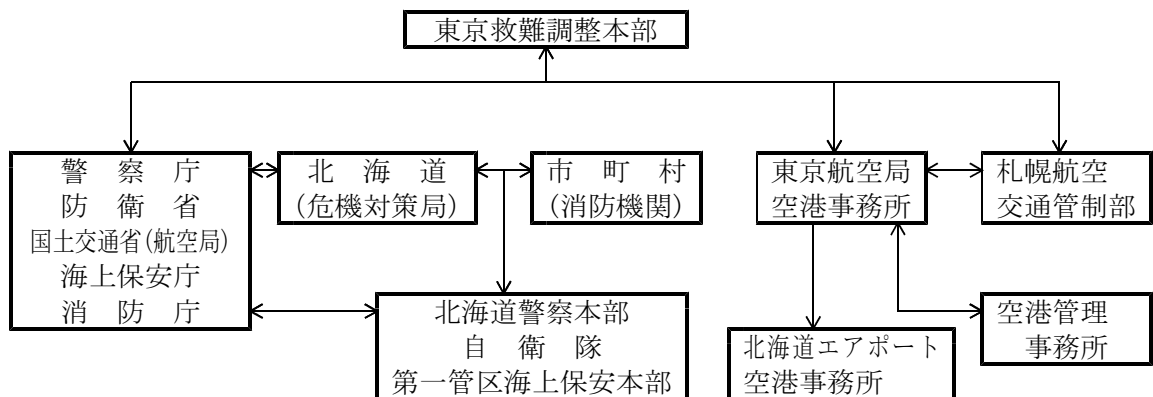 東京救難調整本部
警察庁
防衛省
国土交通省(航空局)
海上保安庁
消防庁
北海道
(危機対策局)
市町村
(消防機関)
東京航空局
空港事務所
札幌航空
交通管制部
北海道警察本部
自衛隊
第一管区海上保安本部
北海道エアポート
空港事務所
空港管理
事務所